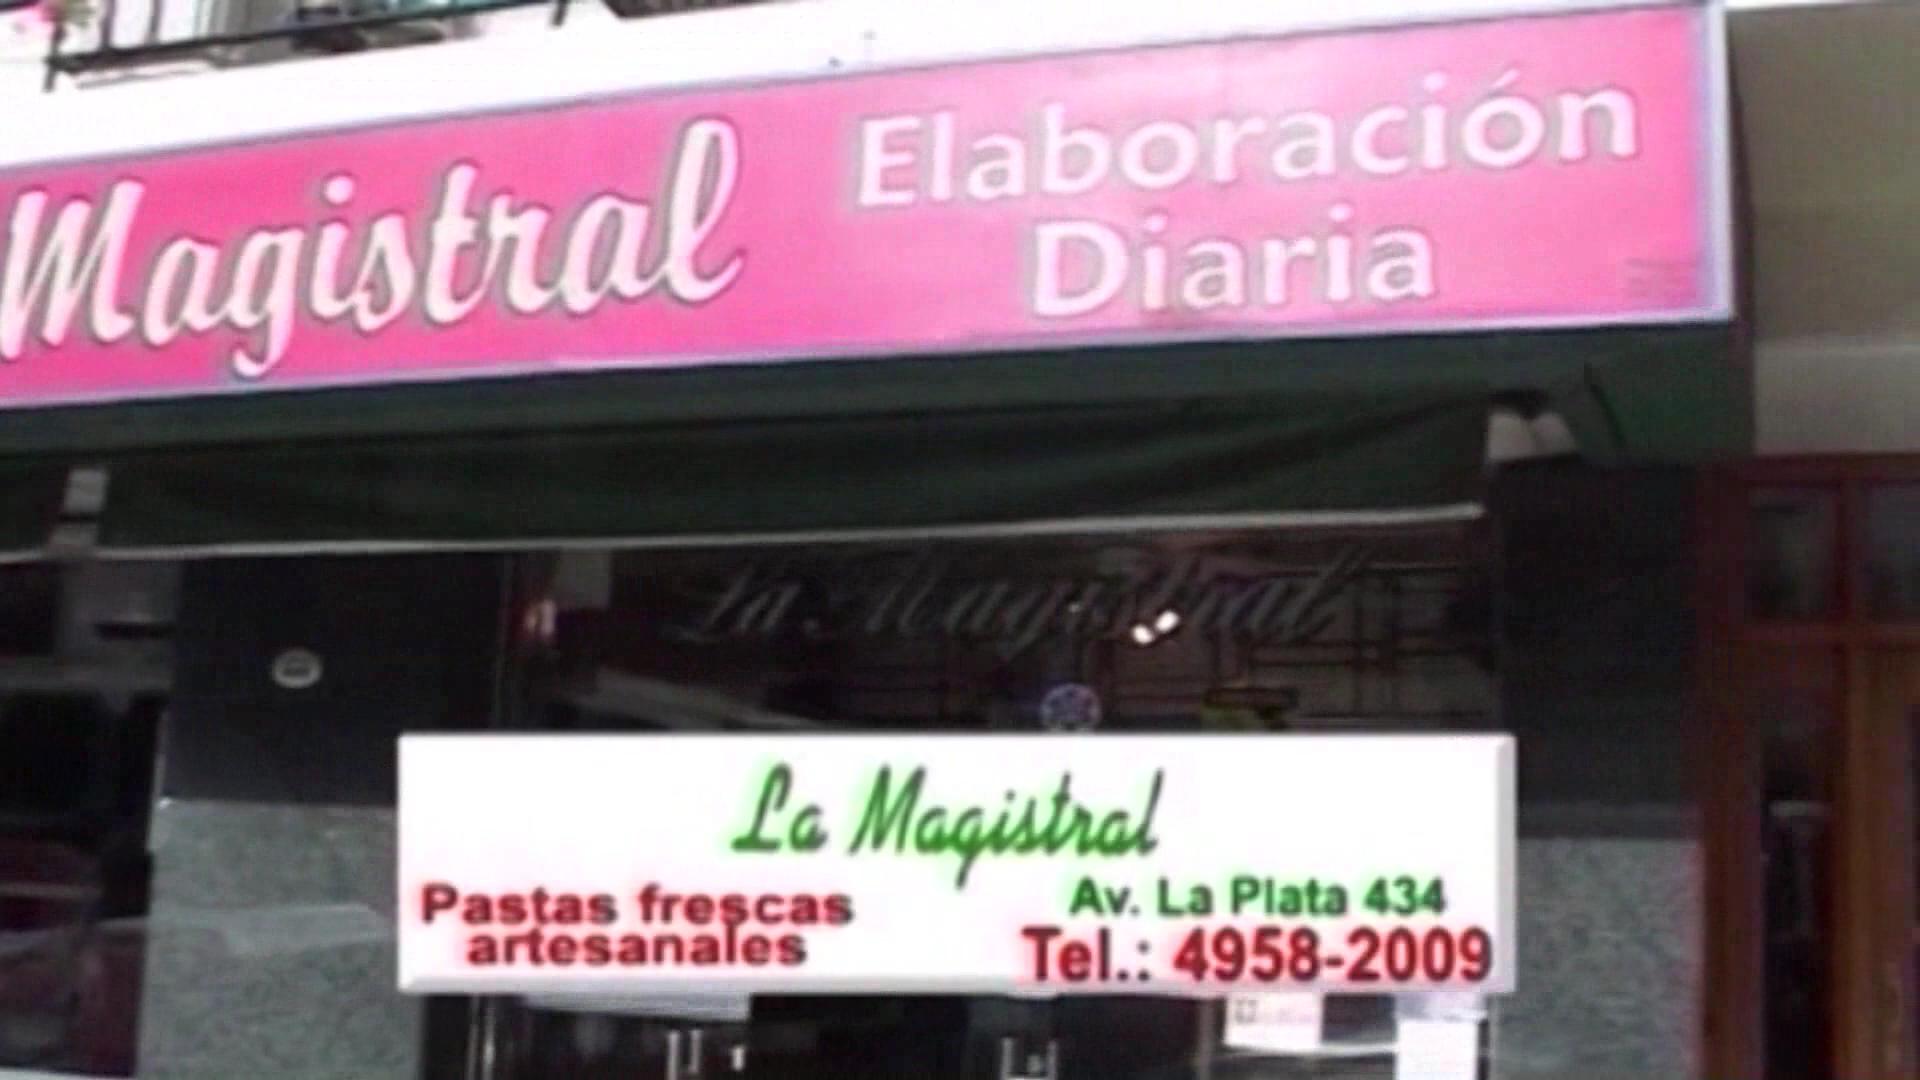 Magistral
Elaboración
Diaria
La Magistral
La Magistral
Pastas frescas
artesanales
Av. La Plata 434
Tel.: 4958-2009